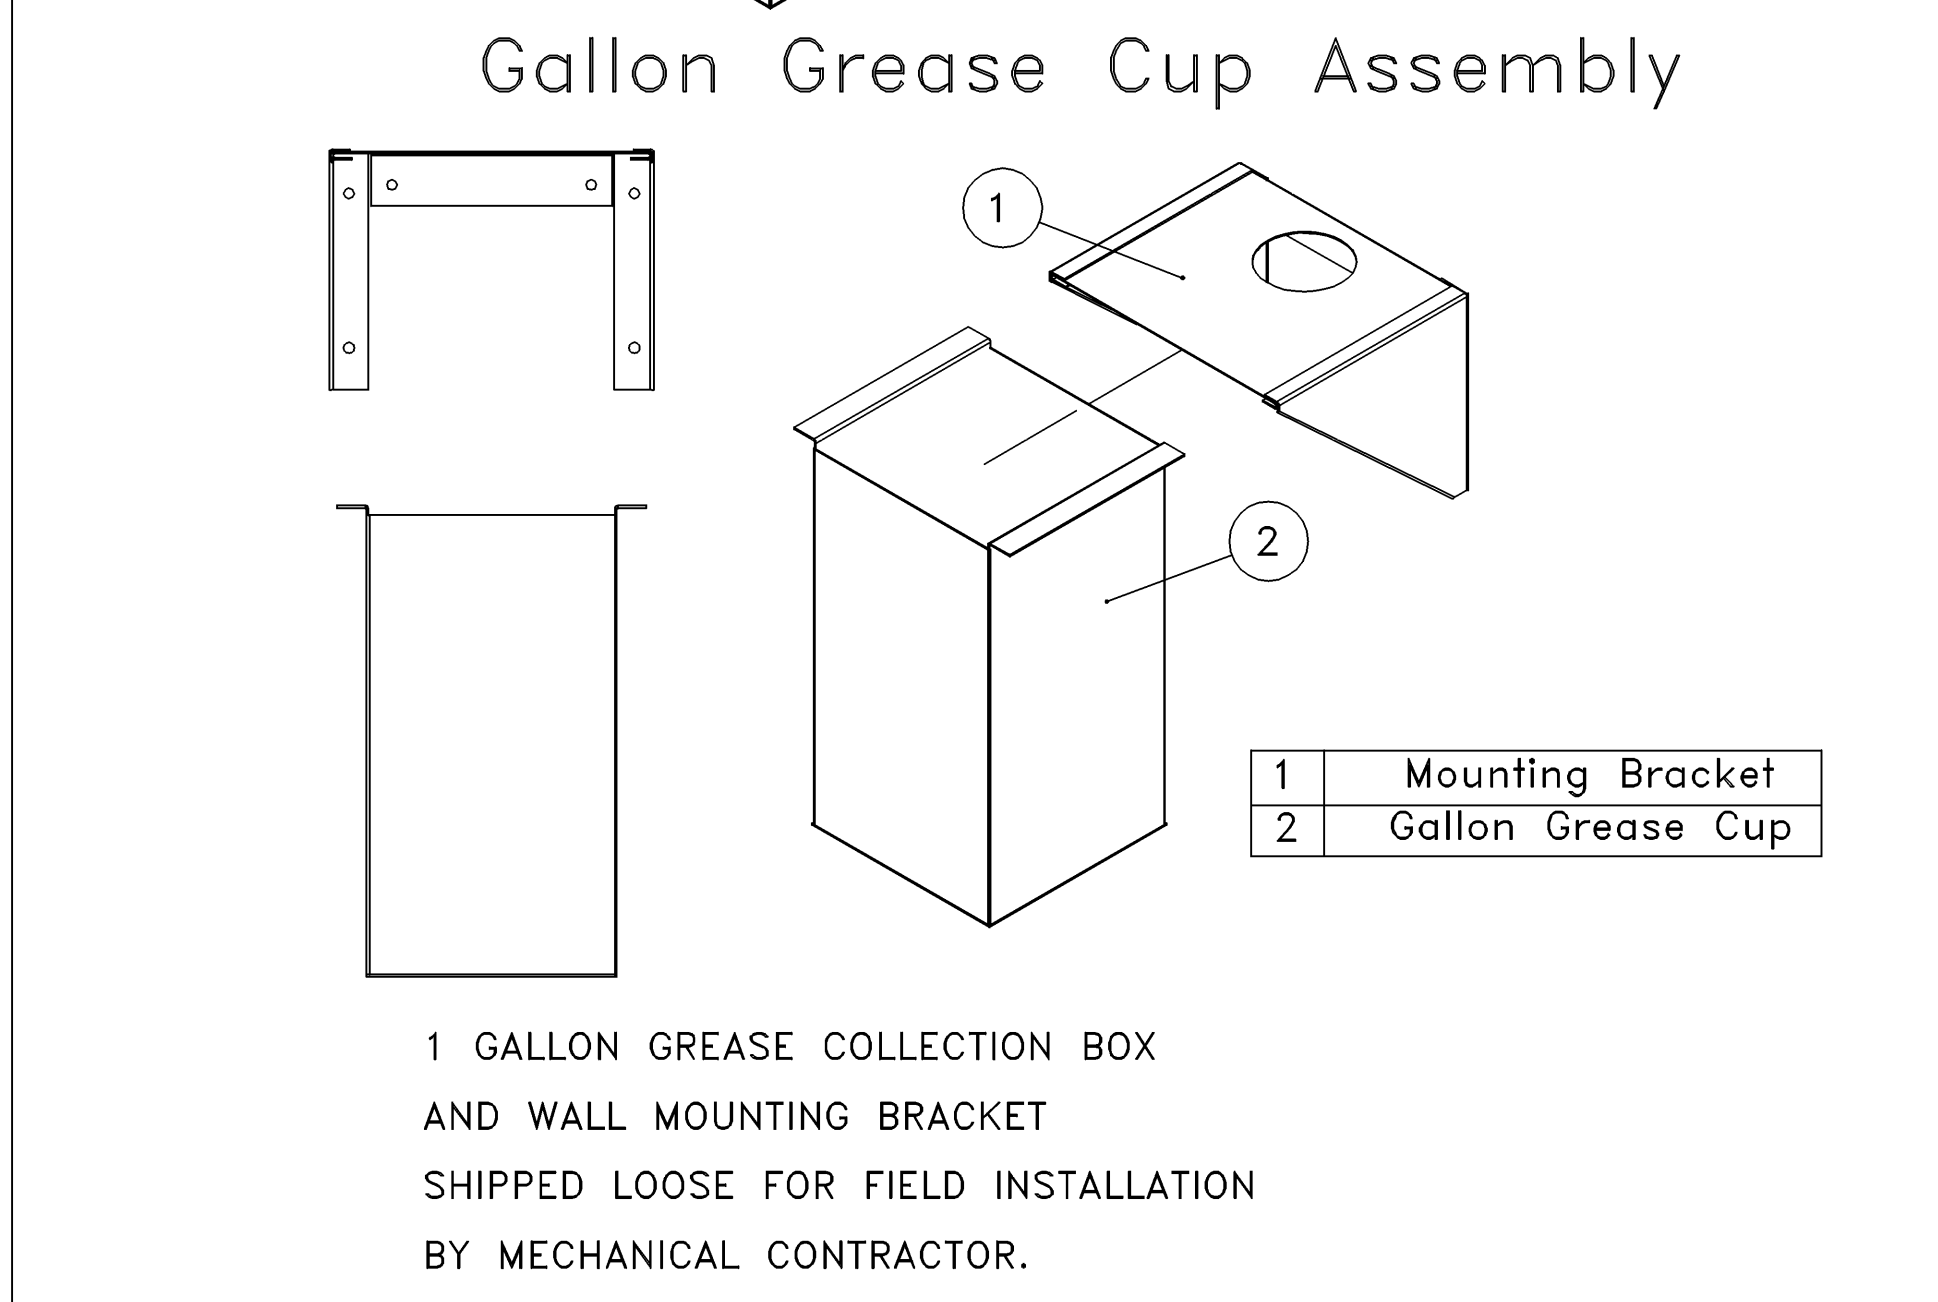 Gallon Grease Cup Assembly
1
2
1 Mounting Bracket
2 Gallon Grease Cup
1 GALLON GREASE COLLECTION BOX
AND WALL MOUNTING BRACKET
SHIPPED LOOSE FOR FIELD INSTALLATION
BY MECHANICAL CONTRACTOR.